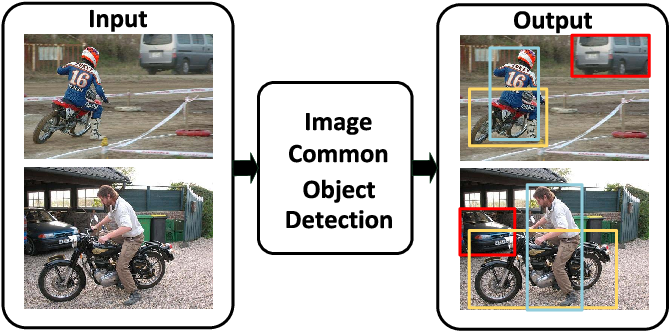 Input
Output
16
16
Image
Common
Object
Detection